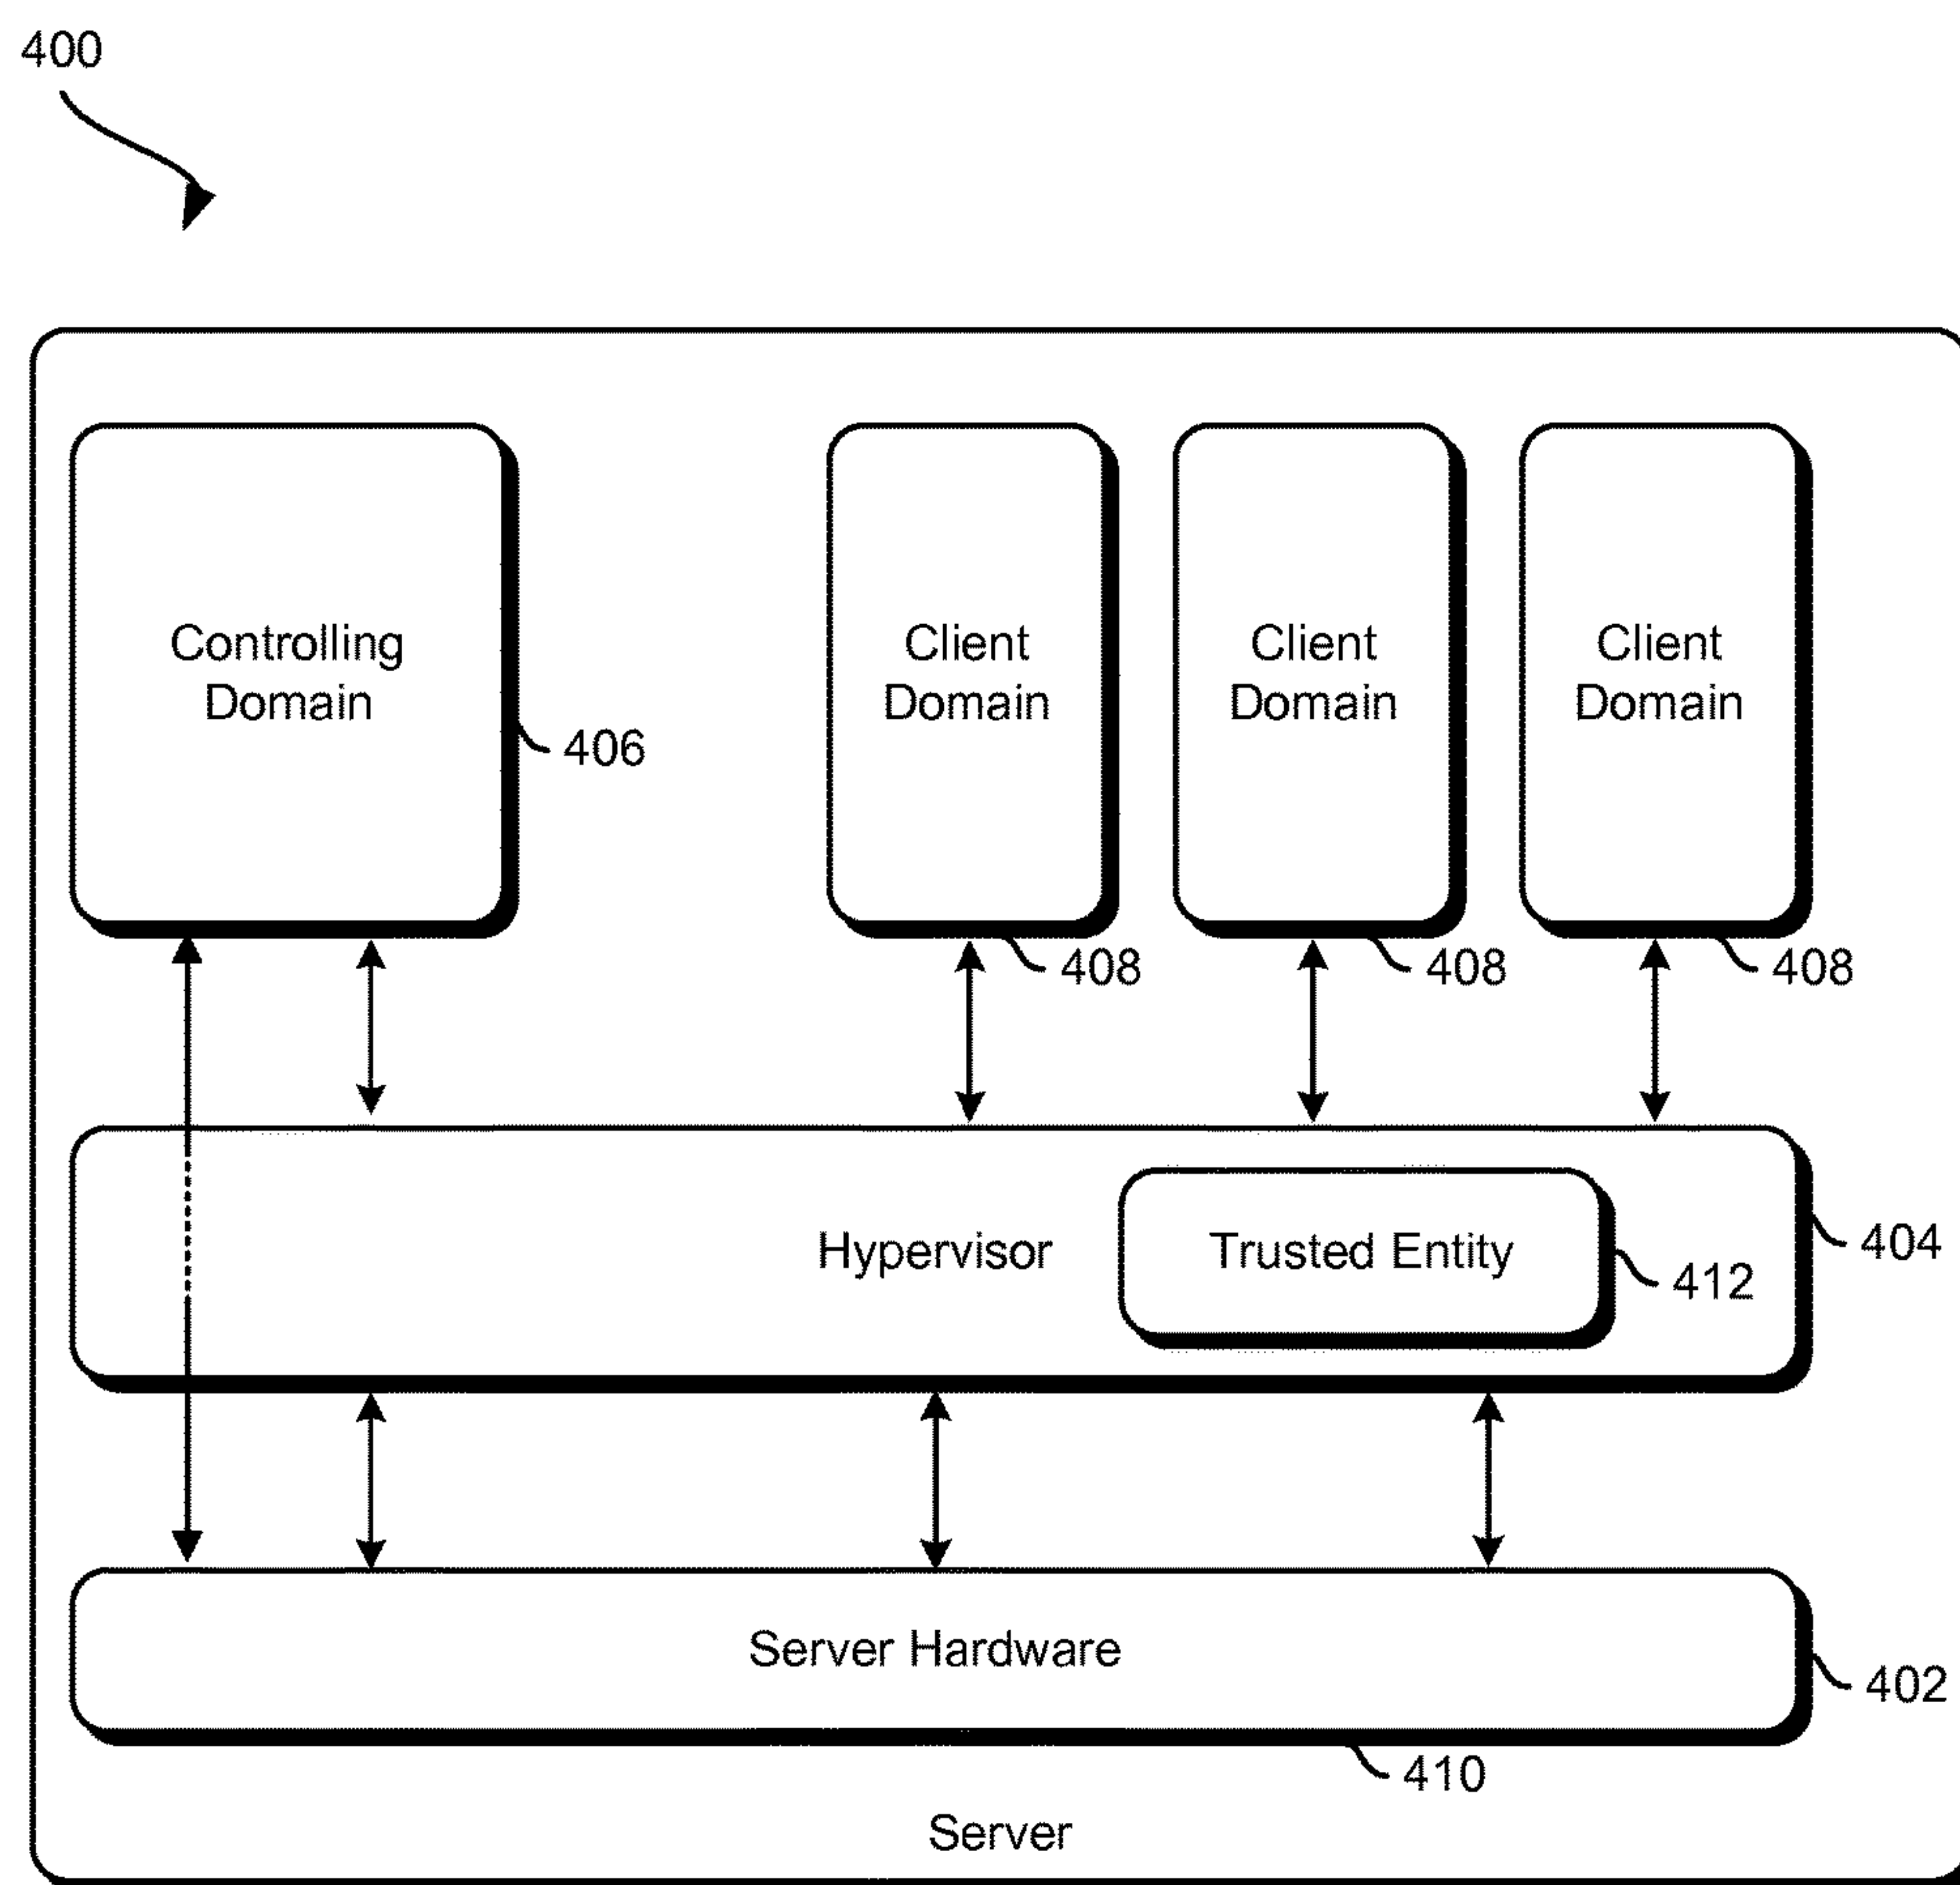 400
Controlling
Domain
406
Client
Domain
408
Client
Domain
408
Client
Domain
408
Hypervisor
Trusted Entity
412
404
Server Hardware
402
410
Server